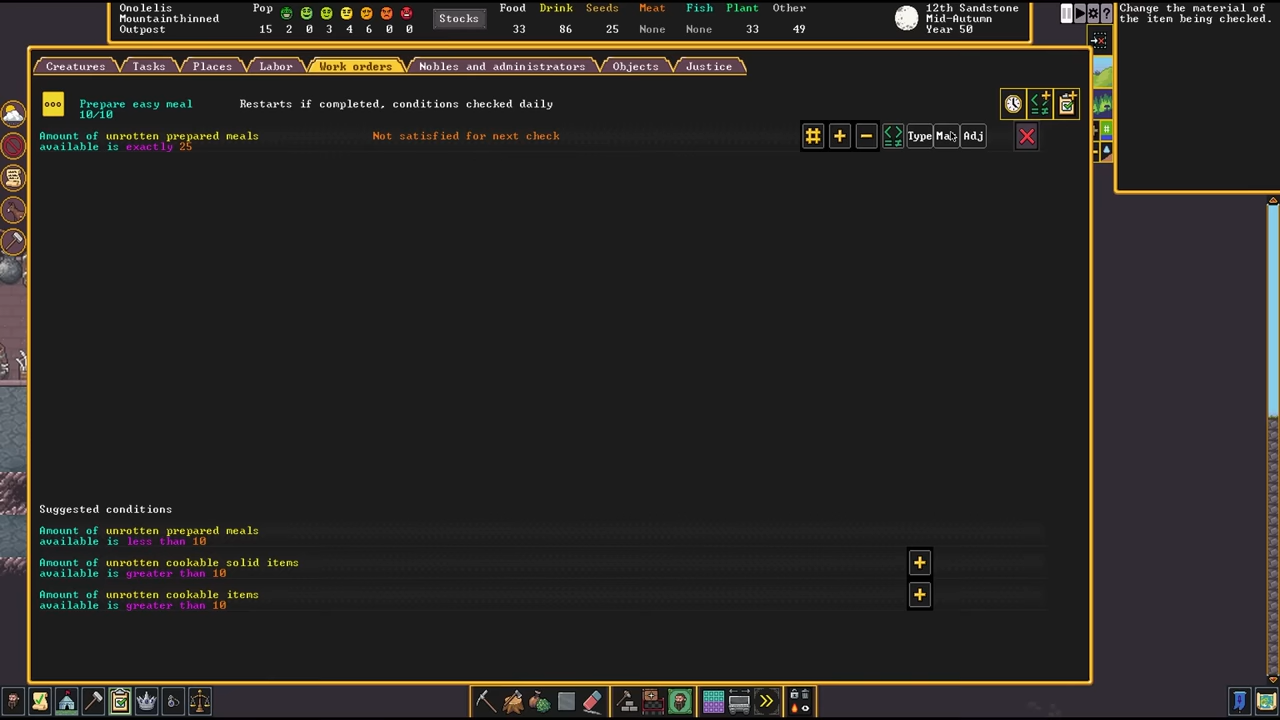 Onolelis
Mountainthinned
Outpost
Pop
15 2 0 3 4 6 0 0
Stocks
Food Drink Seeds Meat Fish Plant Other
33 86 25 None None 33 49
12th Sandstone
Mid-Autumn
Year 50
Change the material of
the item being checked.
Creatures Tasks Places Labor Work orders Nobles and administrators Objects Justice
Prepare easy meal
10/10
Restarts if completed, conditions checked daily
Amount of unrotten prepared meals
available is exactly 25
Not satisfied for next check
Type Mat Adj
Suggested conditions
Amount of unrotten prepared meals
available is less than 10
Amount of unrotten cookable solid items
available is greater than 10
Amount of unrotten cookable items
available is greater than 10